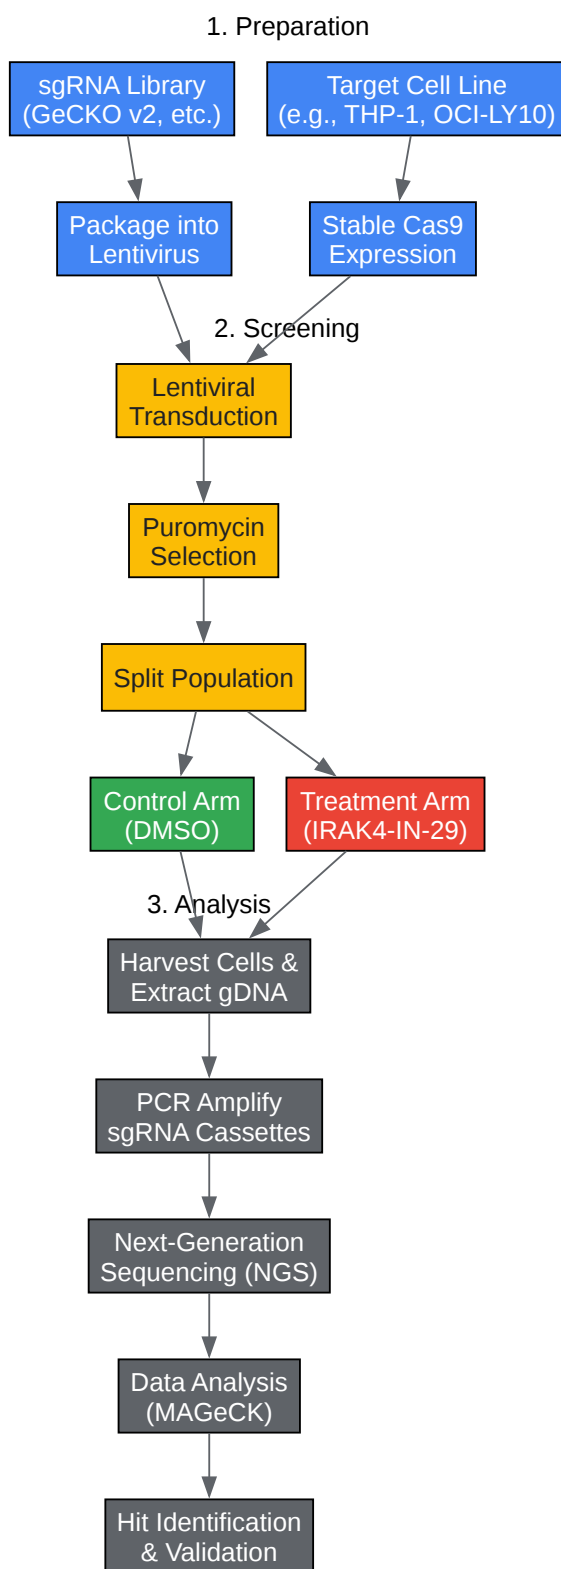 1. Preparation
sgRNA Library
(GeCKO v2, etc.)
Target Cell Line
(e.g., THP-1, OCI-LY10)
Package into
Lentivirus
Stable Cas9
Expression
2. Screening
Lentiviral
Transduction
Puromycin
Selection
Split Population
Control Arm
(DMSO)
Treatment Arm
(IRAK4-IN-29)
3. Analysis
Harvest Cells &
Extract gDNA
PCR Amplify
sgRNA Cassettes
Next-Generation
Sequencing (NGS)
Data Analysis
(MAGeCK)
Hit Identification
& Validation